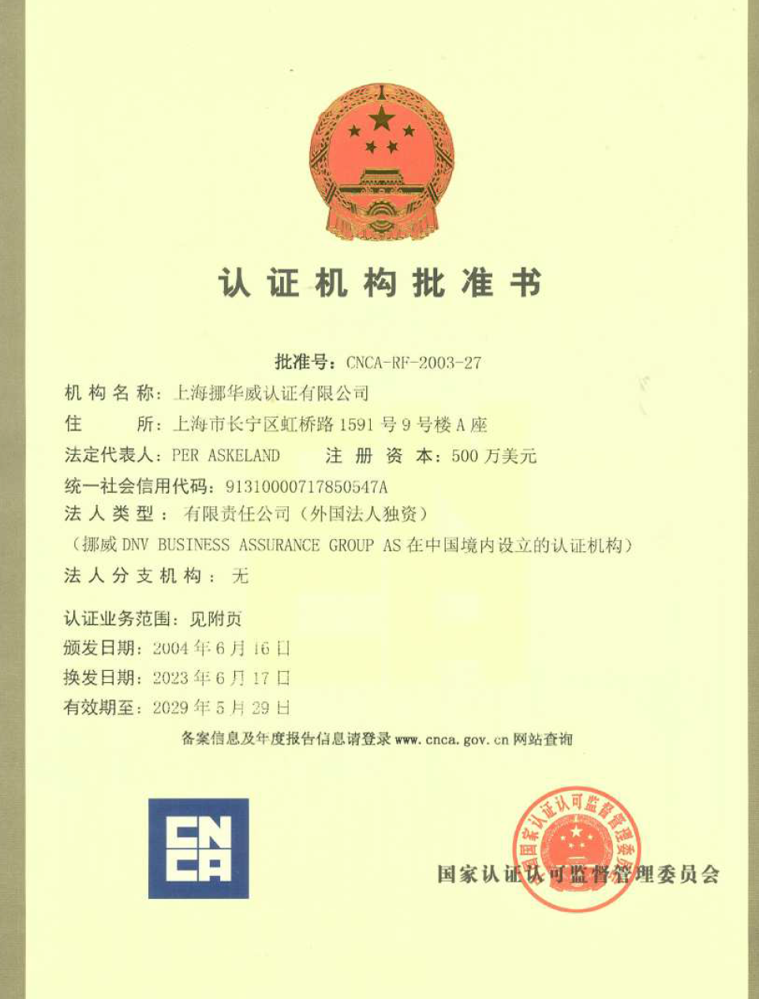 认证机构批准书
批准号：CNCA-RF-2003-27
机构名称：上海挪华威认证有限公司
住 所：上海市长宁区虹桥路 1591 号 9 号楼 A 座
法定代表人：PER ASKELAND 注册资本：500 万美元
统一社会信用代码：91310000717850547A
法人类型：有限责任公司（外国法人独资）
（挪威 DNV BUSINESS ASSURANCE GROUP AS 在中国境内设立的认证机构）
法人分支机构：无
认证业务范围：见附页
颁发日期：2004 年 6 月 16 日
换发日期：2023 年 6 月 17 日
有效期至：2029 年 5 月 29 日
备案信息及年度报告信息请登录 www.cnca.gov.cn 网站查询
CN
CA
中国国家认证认可监督管理委员会
国家认证认可监督管理委员会